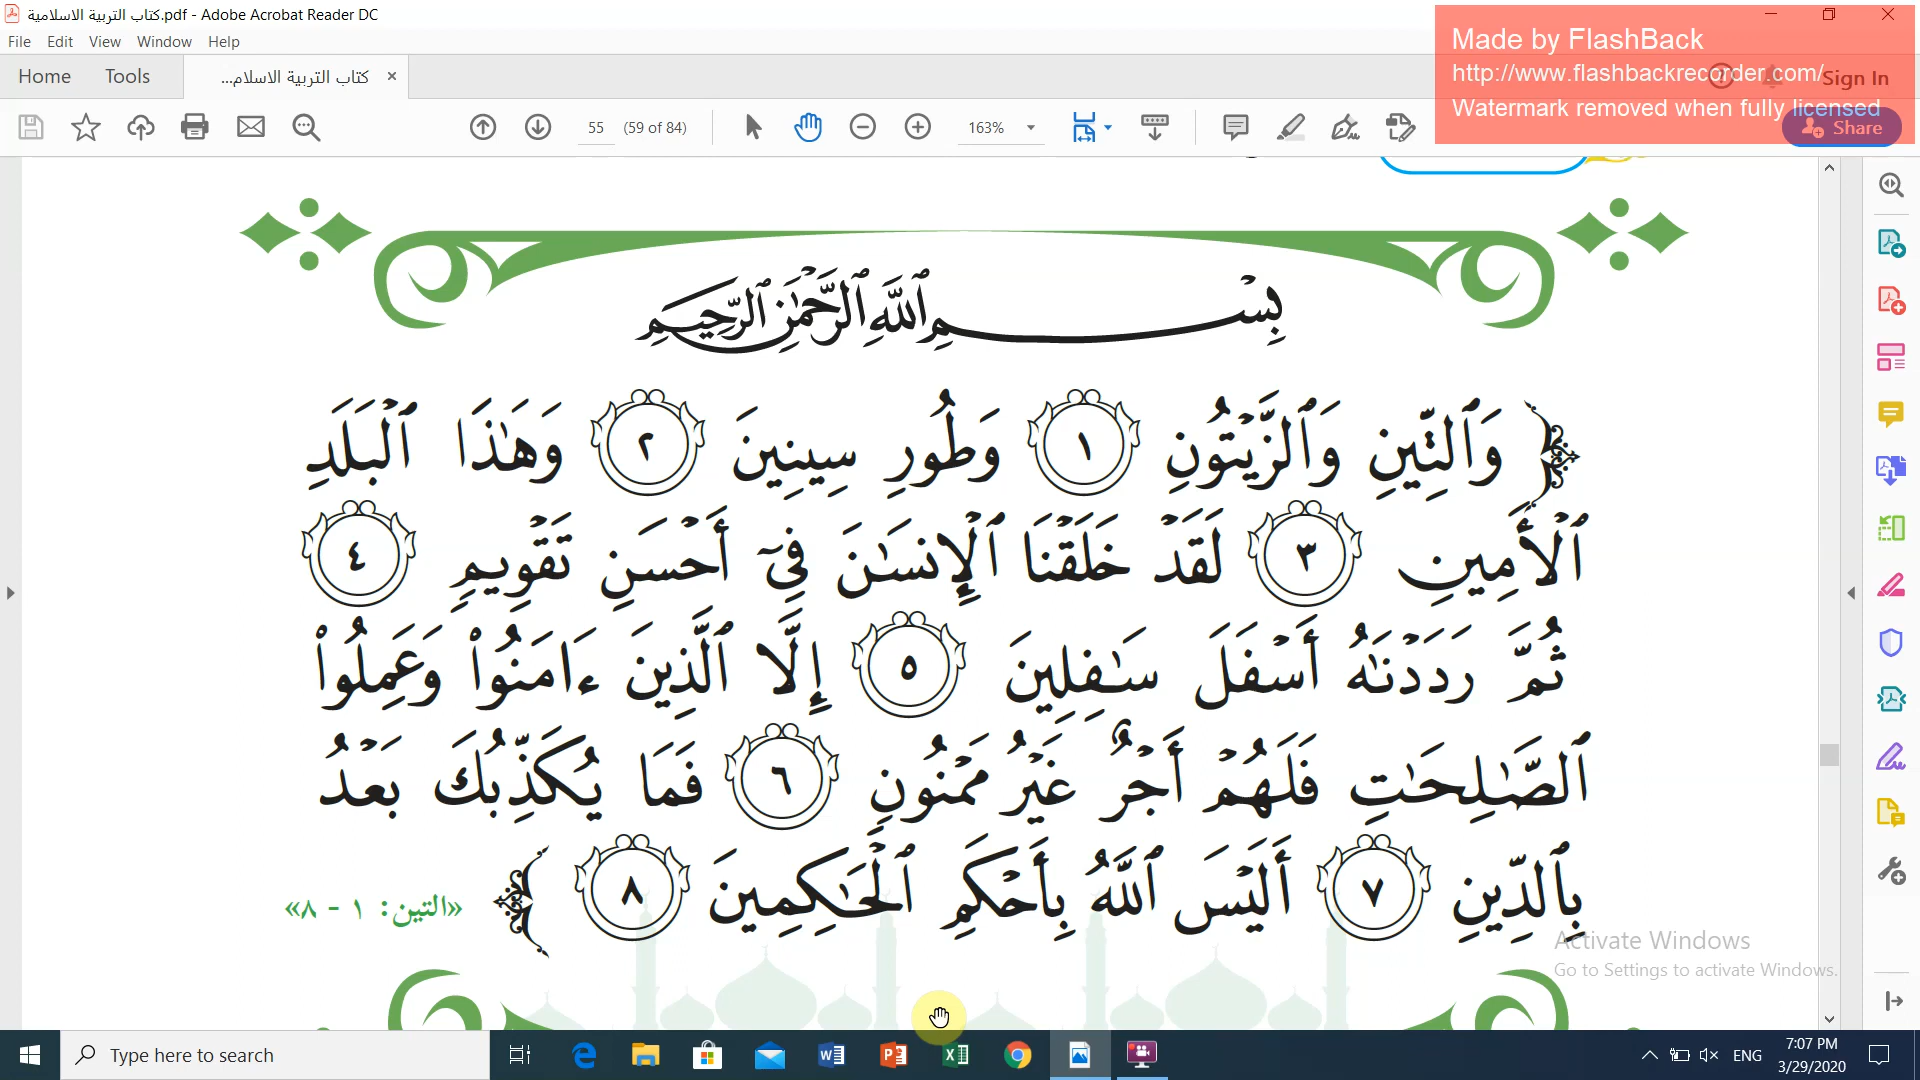 كتاب التربية الاسلامية.pdf - Adobe Acrobat Reader DC
File Edit View Window Help
Made by FlashBack
http://www.flashbackrecorder.com/
Watermark removed when fully licensed
Home Tools كتاب التربية الاسلام... × Sign In
55 (59 of 84) 163% Share
بِسْمِ ٱللَّهِ ٱلرَّحْمَٰنِ ٱلرَّحِيمِ
﴿ وَٱلتِّينِ وَٱلزَّيْتُونِ ١ وَطُورِ سِينِينَ ٢ وَهَٰذَا ٱلْبَلَدِ
ٱلْأَمِينِ ٣ لَقَدْ خَلَقْنَا ٱلْإِنسَٰنَ فِىٓ أَحْسَنِ تَقْوِيمٍ ٤
ثُمَّ رَدَدْنَٰهُ أَسْفَلَ سَٰفِلِينَ ٥ إِلَّا ٱلَّذِينَ ءَامَنُوا۟ وَعَمِلُوا۟
ٱلصَّٰلِحَٰتِ فَلَهُمْ أَجْرٌ غَيْرُ مَمْنُونٍ ٦ فَمَا يُكَذِّبُكَ بَعْدُ
بِٱلدِّينِ ٧ أَلَيْسَ ٱللَّهُ بِأَحْكَمِ ٱلْحَٰكِمِينَ ٨ ﴾ «التين: ١ - ٨»
Activate Windows
Go to Settings to activate Windows.
Type here to search
ENG 7:07 PM
3/29/2020